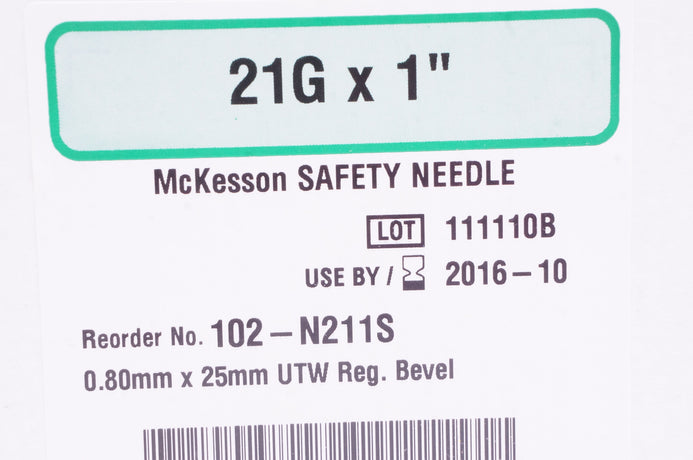 21G x 1"
McKesson SAFETY NEEDLE
LOT 111110B
USE BY / 2016-10
Reorder No. 102-N211S
0.80mm x 25mm UTW Reg. Bevel